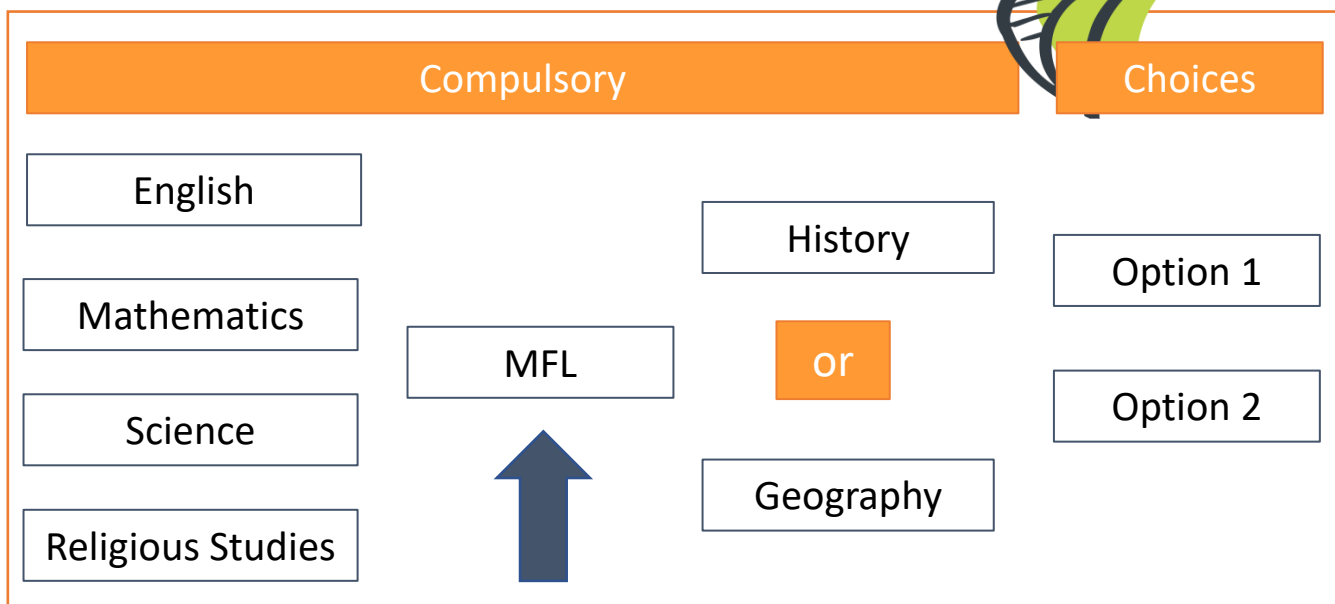 Compulsory
Choices
English
Mathematics
Science
Religious Studies
MFL
History
or
Geography
Option 1
Option 2